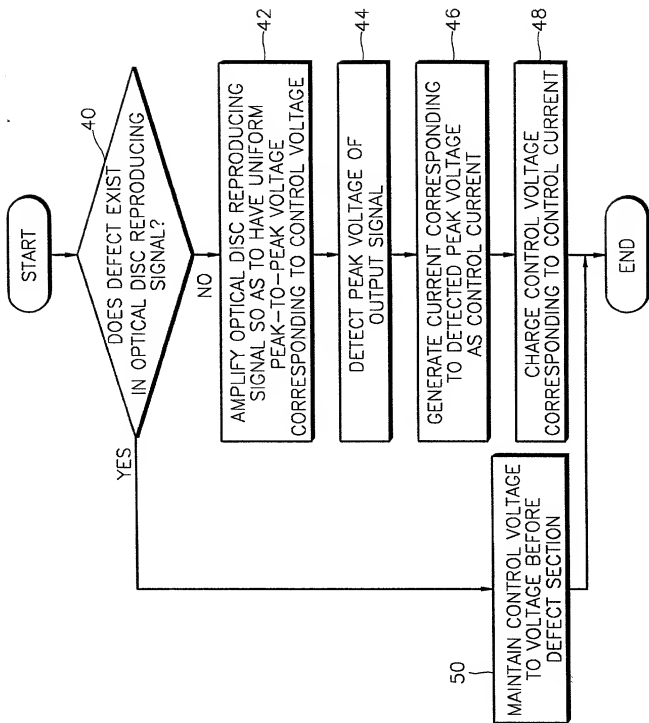 START
40
DOES DEFECT EXIST
IN OPTICAL DISC REPRODUCING
SIGNAL?
YES
NO
42
AMPLIFY OPTICAL DISC REPRODUCING
SIGNAL SO AS TO HAVE UNIFORM
PEAK-TO-PEAK VOLTAGE
CORRESPONDING TO CONTROL VOLTAGE
44
DETECT PEAK VOLTAGE OF
OUTPUT SIGNAL
46
GENERATE CURRENT CORRESPONDING
TO DETECTED PEAK VOLTAGE
AS CONTROL CURRENT
48
CHARGE CONTROL VOLTAGE
CORRESPONDING TO CONTROL CURRENT
50
MAINTAIN CONTROL VOLTAGE
TO VOLTAGE BEFORE
DEFECT SECTION
END